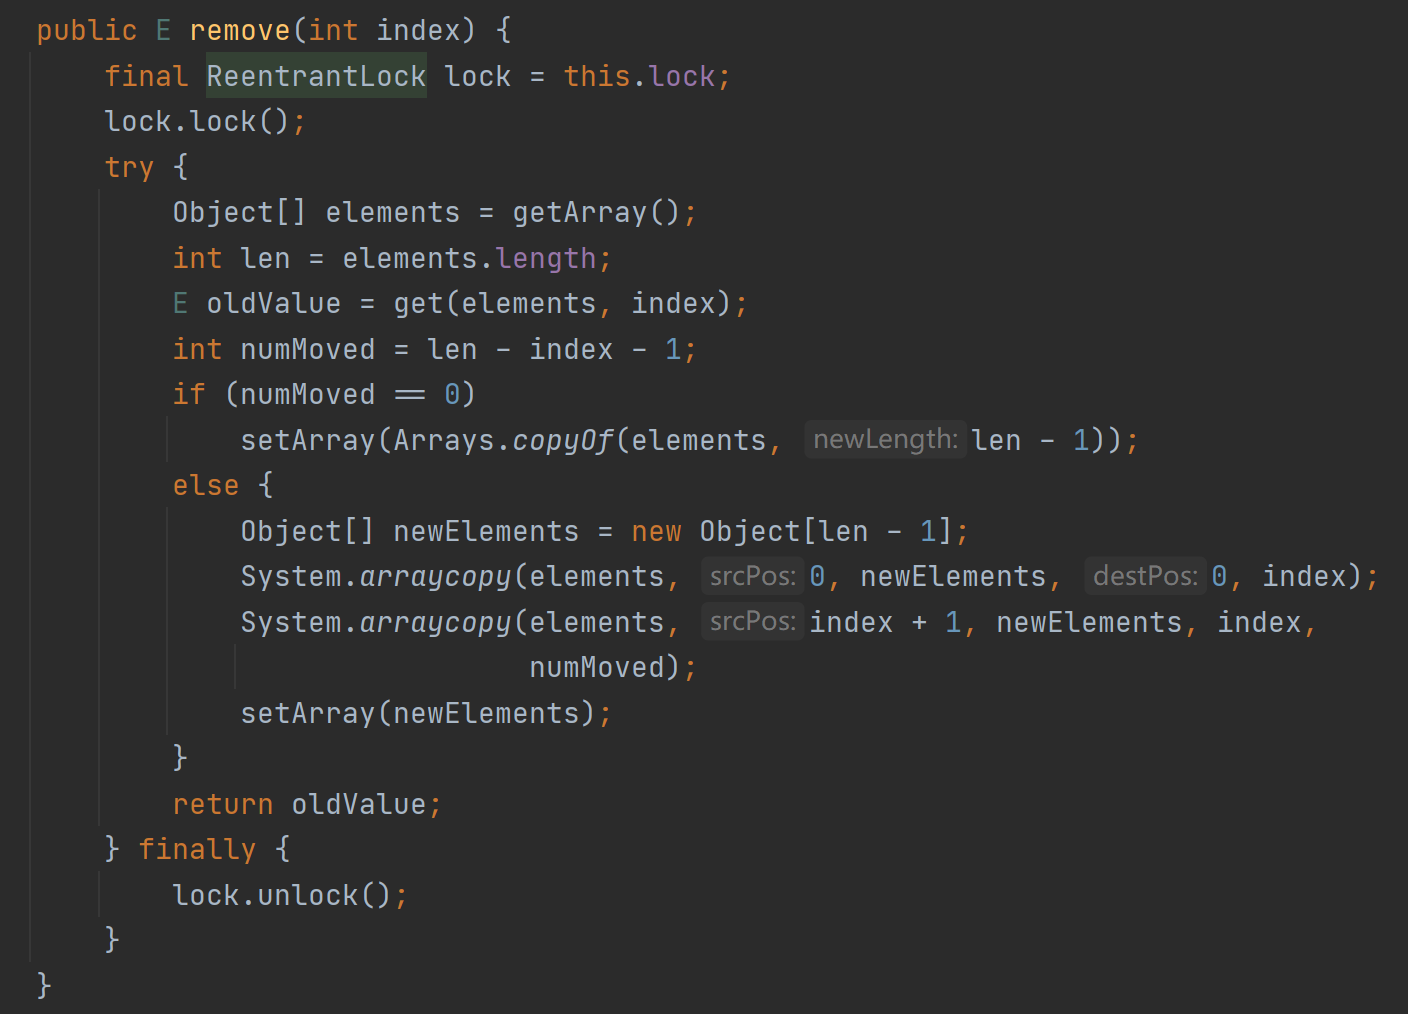 public E remove(int index) {
    final ReentrantLock lock = this.lock;
    lock.lock();
    try {
        Object[] elements = getArray();
        int len = elements.length;
        E oldValue = get(elements, index);
        int numMoved = len - index - 1;
        if (numMoved == 0)
            setArray(Arrays.copyOf(elements, newLength: len - 1));
        else {
            Object[] newElements = new Object[len - 1];
            System.arraycopy(elements, srcPos: 0, newElements, destPos: 0, index);
            System.arraycopy(elements, srcPos: index + 1, newElements, index,
                             numMoved);
            setArray(newElements);
        }
        return oldValue;
    } finally {
        lock.unlock();
    }
}